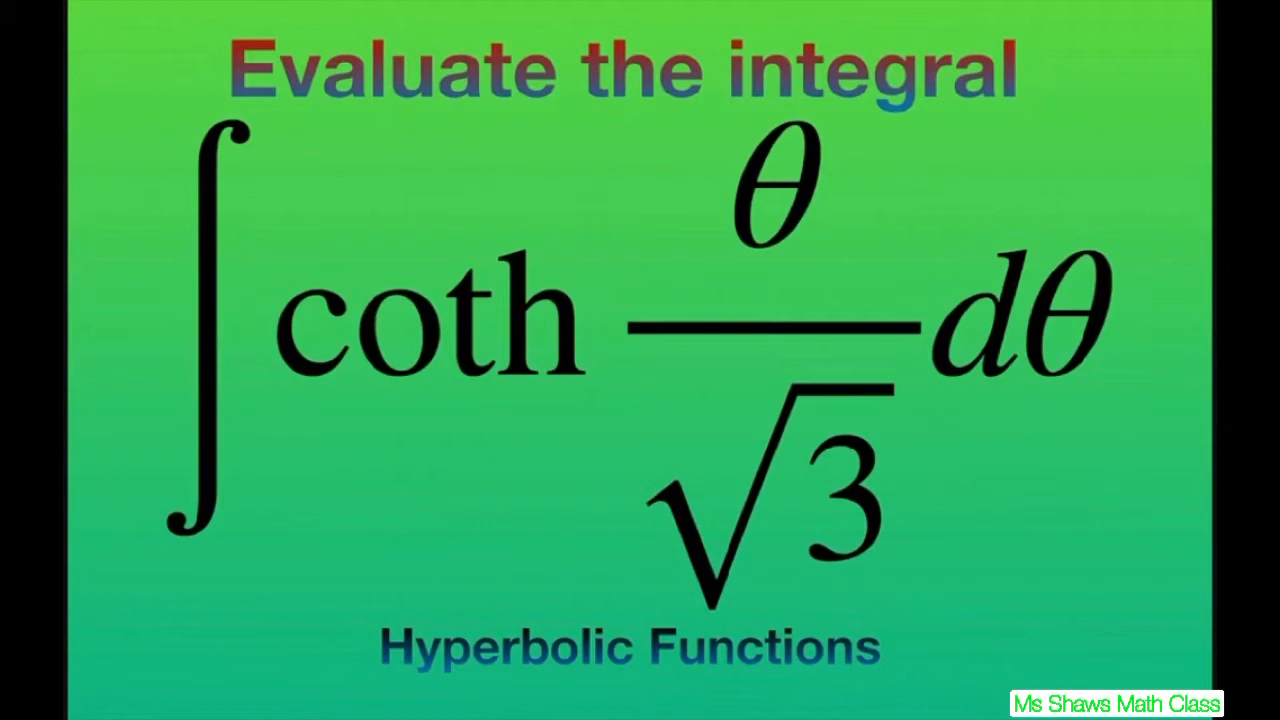 Evaluate the integral
∫ coth θ/√3 dθ
Hyperbolic Functions
Ms Shaws Math Class